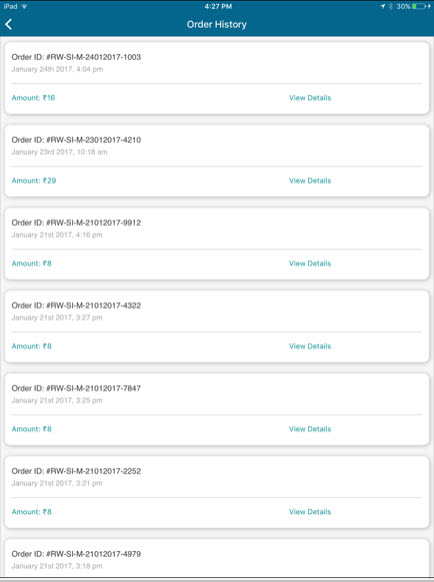 iPad 4:27 PM 30%
Order History
Order ID: #RW-SI-M-24012017-1003
January 24th 2017, 4:04 pm
Amount: ₹16 View Details
Order ID: #RW-SI-M-23012017-4210
January 23rd 2017, 10:18 am
Amount: ₹29 View Details
Order ID: #RW-SI-M-21012017-9912
January 21st 2017, 4:16 pm
Amount: ₹8 View Details
Order ID: #RW-SI-M-21012017-4322
January 21st 2017, 3:27 pm
Amount: ₹8 View Details
Order ID: #RW-SI-M-21012017-7847
January 21st 2017, 3:25 pm
Amount: ₹8 View Details
Order ID: #RW-SI-M-21012017-2252
January 21st 2017, 3:21 pm
Amount: ₹8 View Details
Order ID: #RW-SI-M-21012017-4979
January 21st 2017, 3:18 pm